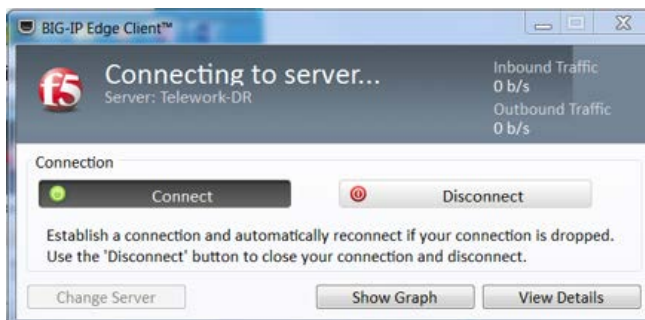 BIG-IP Edge Client™
f5
Connecting to server...
Server: Telework-DR
Inbound Traffic
0 b/s
Outbound Traffic
0 b/s
Connection
Connect
Disconnect
Establish a connection and automatically reconnect if your connection is dropped.
Use the 'Disconnect' button to close your connection and disconnect.
Change Server
Show Graph
View Details